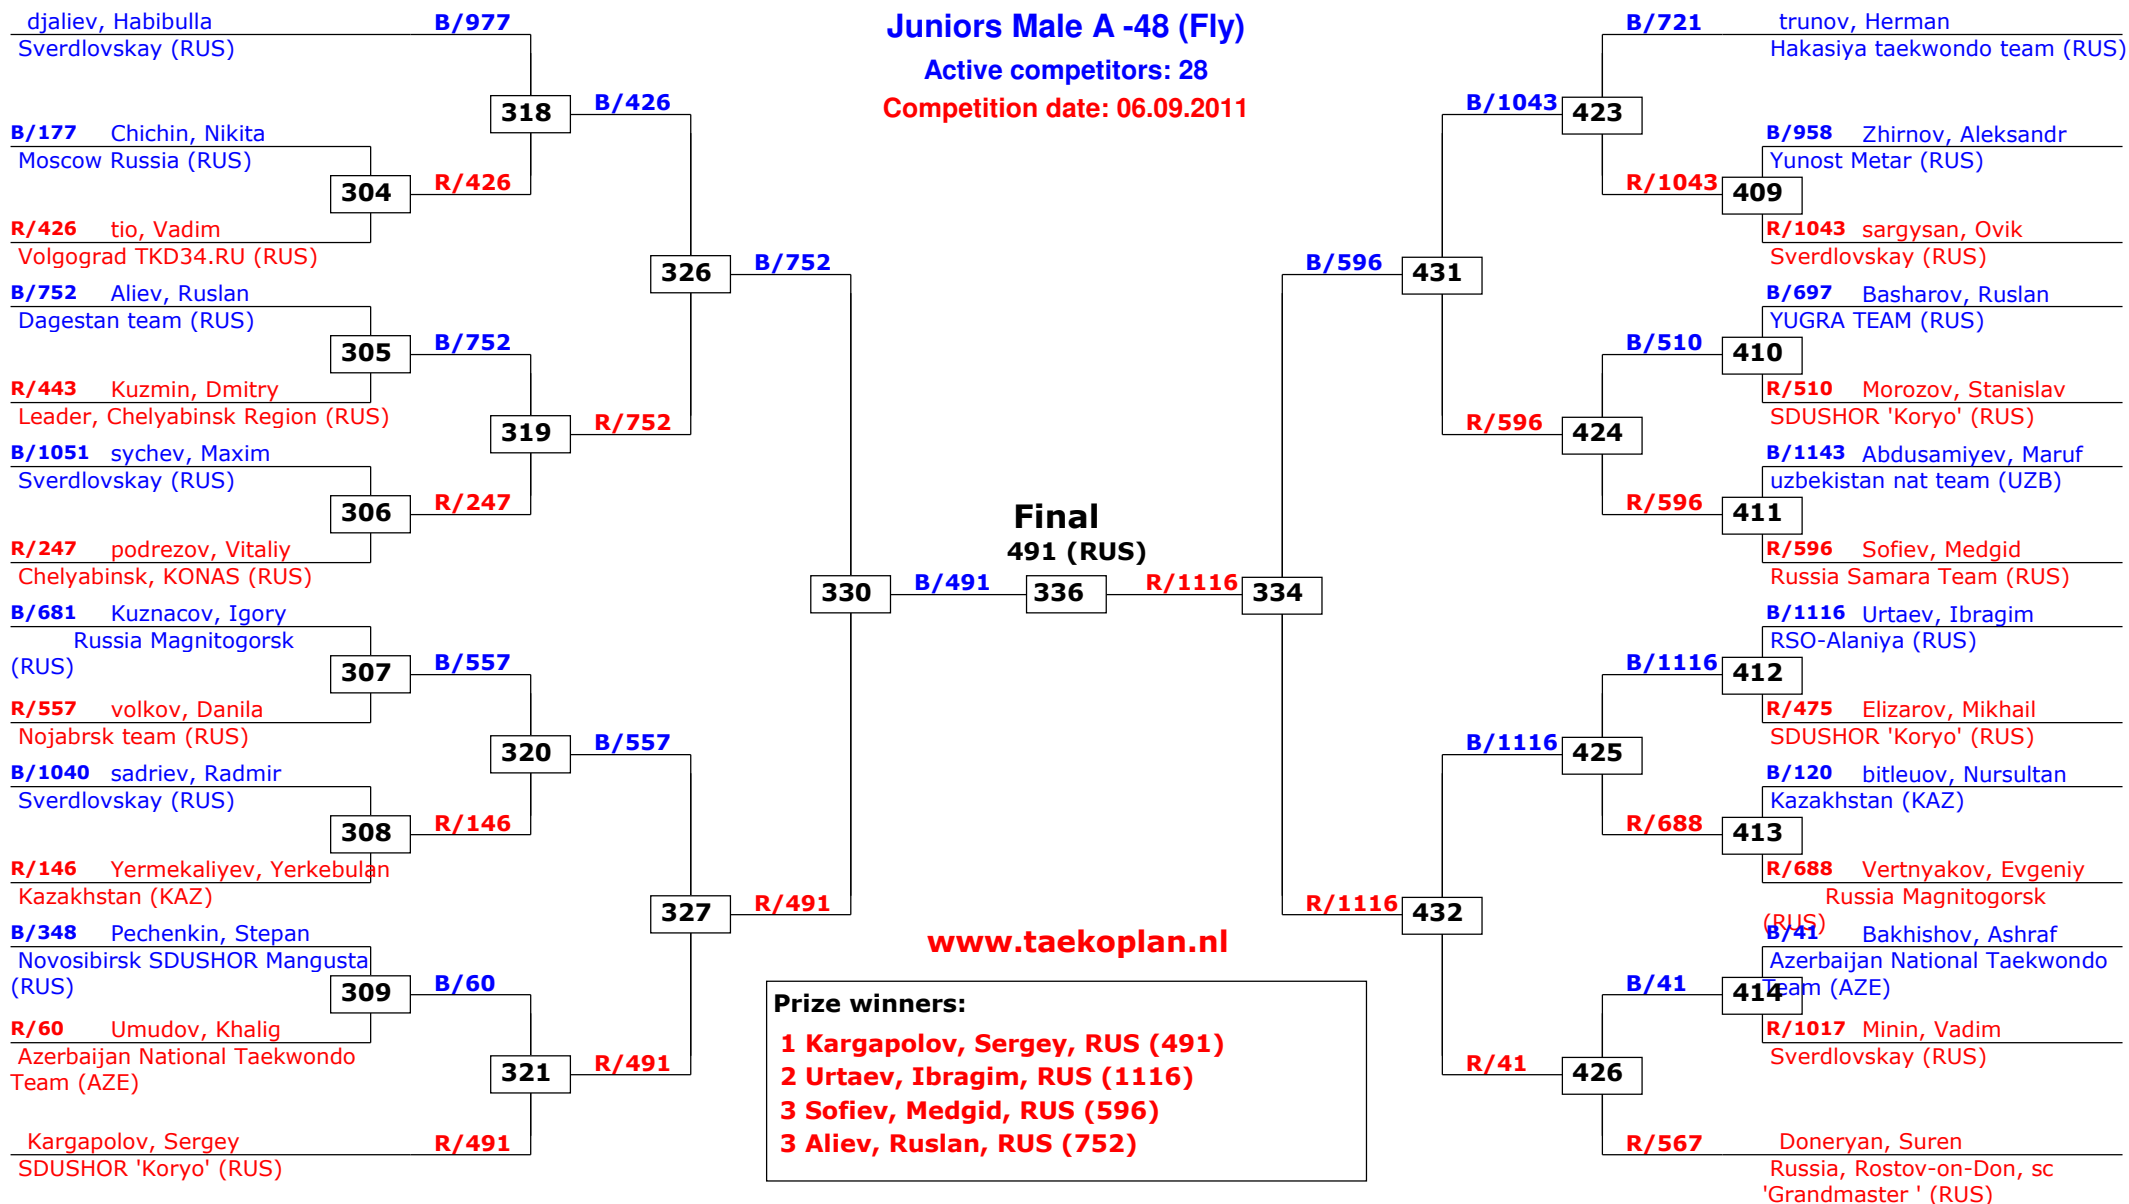 Juniors Male A -48 (Fly)
Active competitors: 28
Competition date: 06.09.2011
djaliev, Habibulla
Sverdlovskay (RUS)
B/977
318
B/426
B/177 Chichin, Nikita
Moscow Russia (RUS)
304
R/426
R/426 tio, Vadim
Volgograd TKD34.RU (RUS)
326
B/752
B/752 Aliev, Ruslan
Dagestan team (RUS)
305
B/752
R/443 Kuzmin, Dmitry
Leader, Chelyabinsk Region (RUS)
319
R/752
B/1051 sychev, Maxim
Sverdlovskay (RUS)
306
R/247
R/247 podrezov, Vitaliy
Chelyabinsk, KONAS (RUS)
330
B/491
B/681 Kuznacov, Igory
Russia Magnitogorsk
(RUS)
307
B/557
R/557 volkov, Danila
Nojabrsk team (RUS)
320
B/557
B/1040 sadriev, Radmir
Sverdlovskay (RUS)
308
R/146
R/146 Yermekaliyev, Yerkebulan
Kazakhstan (KAZ)
327
R/491
B/348 Pechenkin, Stepan
Novosibirsk SDUSHOR Mangusta
(RUS)
309
B/60
R/60 Umudov, Khalig
Azerbaijan National Taekwondo
Team (AZE)
321
R/491
Kargapolov, Sergey
SDUSHOR 'Koryo' (RUS)
R/491
Final
491 (RUS)
336
R/1116
334
B/721
trunov, Herman
Hakasiya taekwondo team (RUS)
B/1043
423
B/958 Zhirnov, Aleksandr
Yunost Metar (RUS)
R/1043
409
R/1043 sargysan, Ovik
Sverdlovskay (RUS)
B/596
431
B/697 Basharov, Ruslan
YUGRA TEAM (RUS)
B/510
410
R/510 Morozov, Stanislav
SDUSHOR 'Koryo' (RUS)
R/596
424
B/1143 Abdusamiyev, Maruf
uzbekistan nat team (UZB)
R/596
411
R/596 Sofiev, Medgid
Russia Samara Team (RUS)
B/1116 Urtaev, Ibragim
RSO-Alaniya (RUS)
B/1116
412
R/475 Elizarov, Mikhail
SDUSHOR 'Koryo' (RUS)
B/1116
425
B/120 bitleuov, Nursultan
Kazakhstan (KAZ)
R/688
413
R/688 Vertnyakov, Evgeniy
Russia Magnitogorsk
(RUS)
R/1116
432
B/41 Bakhishov, Ashraf
Azerbaijan National Taekwondo
Team (AZE)
B/41
414
R/1017 Minin, Vadim
Sverdlovskay (RUS)
R/41
426
R/567
Doneryan, Suren
Russia, Rostov-on-Don, sc
'Grandmaster ' (RUS)
www.taekoplan.nl
Prize winners:
1 Kargapolov, Sergey, RUS (491)
2 Urtaev, Ibragim, RUS (1116)
3 Sofiev, Medgid, RUS (596)
3 Aliev, Ruslan, RUS (752)